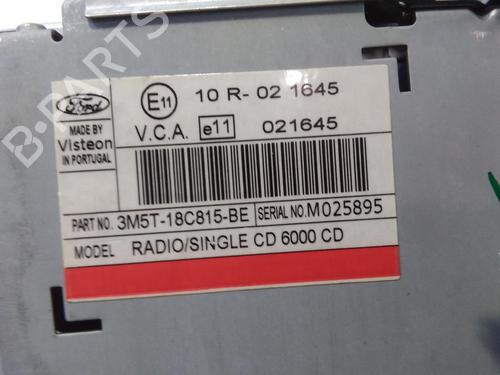 B-PARTS
Ford
MADE BY
Visteon
IN PORTUGAL
E11 10 R- 02 1645
V.C.A. e11 021645
PART NO. 3M5T-18C815-BE SERIAL NO. M025895
MODEL RADIO/SINGLE CD 6000 CD